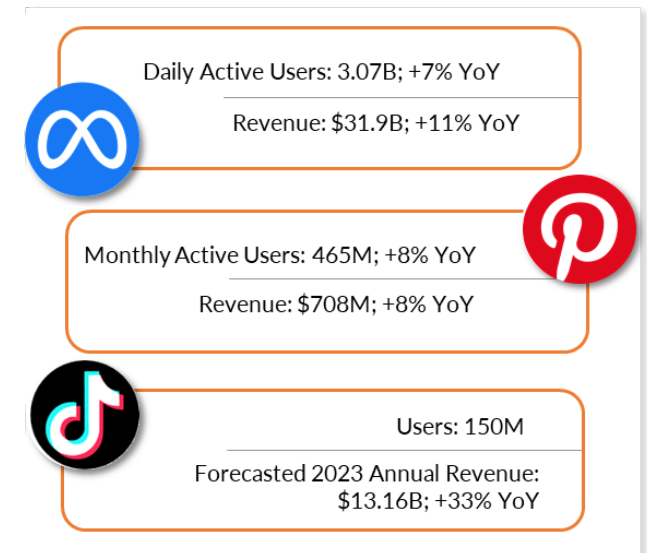 Daily Active Users: 3.07B; +7% YoY
Revenue: $31.9B; +11% YoY
Monthly Active Users: 465M; +8% YoY
Revenue: $708M; +8% YoY
Users: 150M
Forecasted 2023 Annual Revenue:
$13.16B; +33% YoY